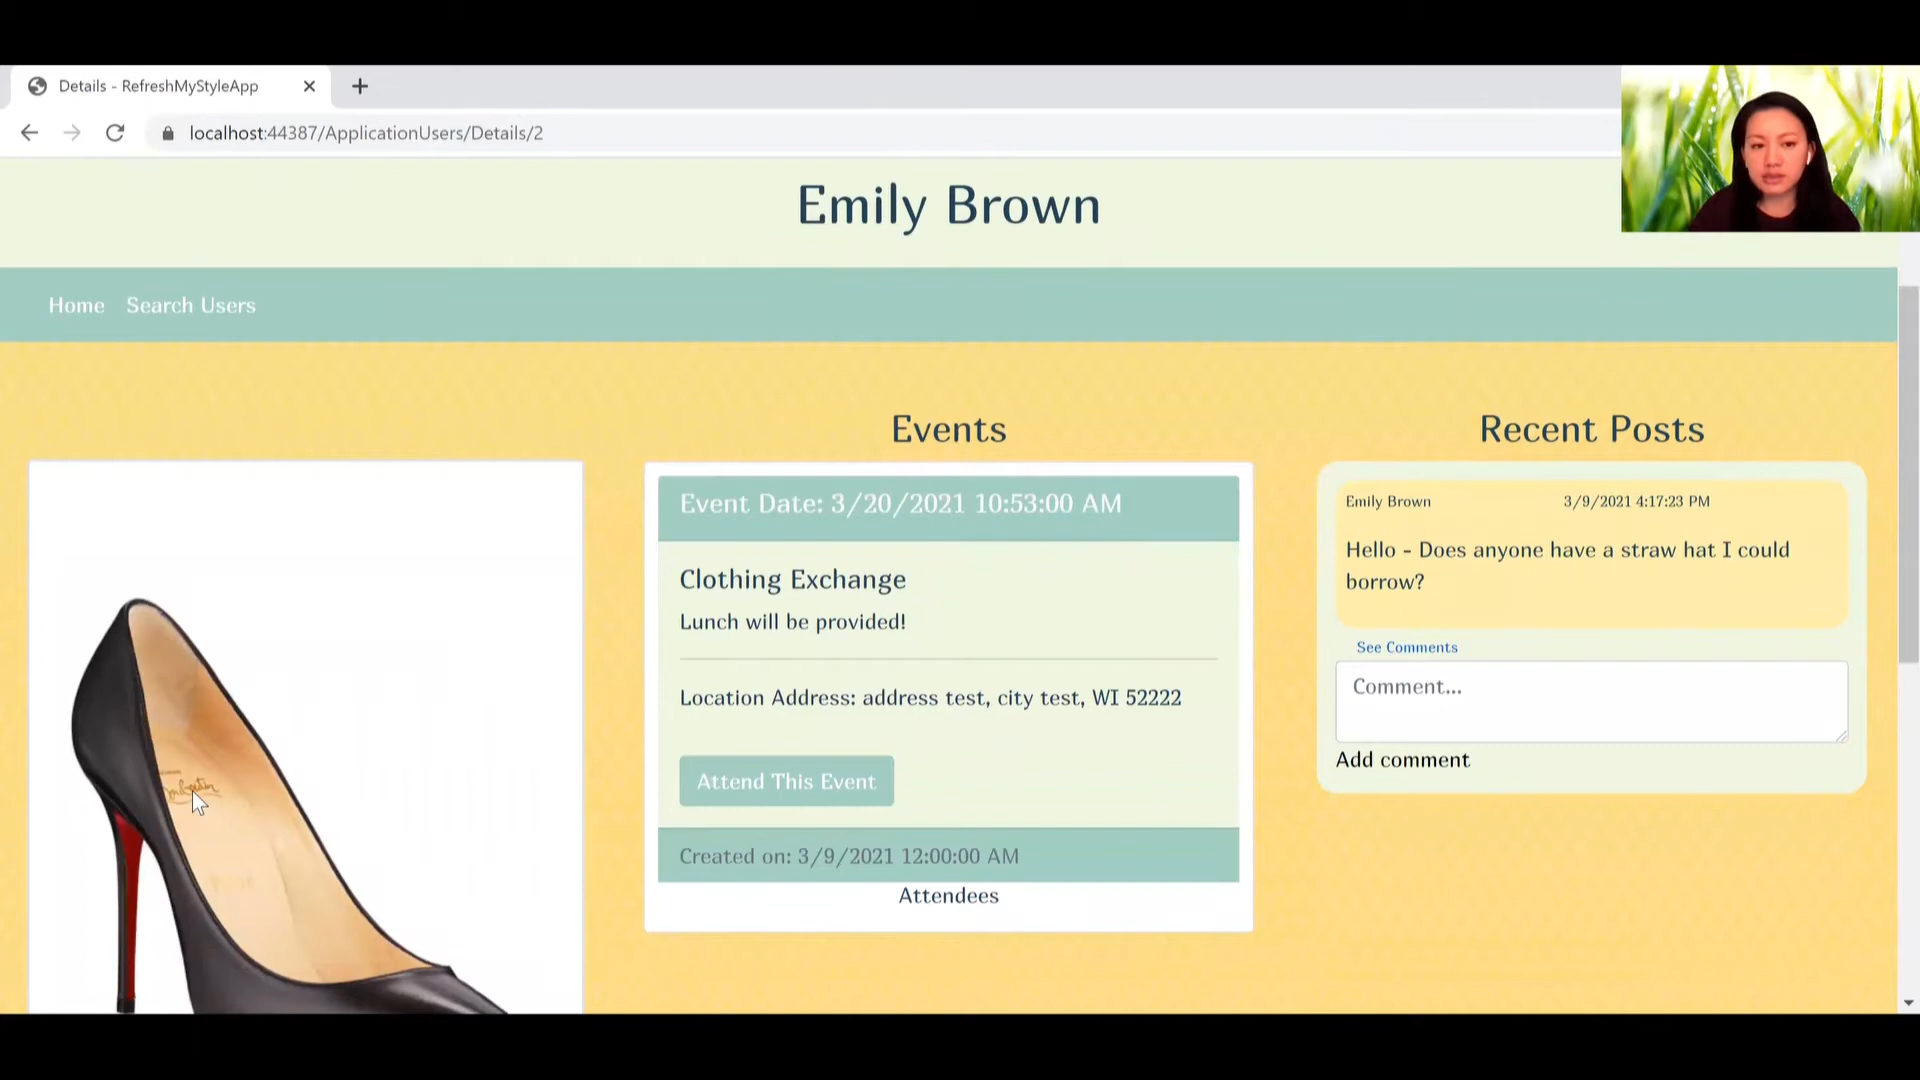 Details - RefreshMyStyleApp
localhost:44387/ApplicationUsers/Details/2
Emily Brown
Home Search Users
Events
Event Date: 3/20/2021 10:53:00 AM
Clothing Exchange
Lunch will be provided!
Location Address: address test, city test, WI 52222
Attend This Event
Created on: 3/9/2021 12:00:00 AM
Attendees
Recent Posts
Emily Brown 3/9/2021 4:17:23 PM
Hello - Does anyone have a straw hat I could
borrow?
See Comments
Comment...
Add comment